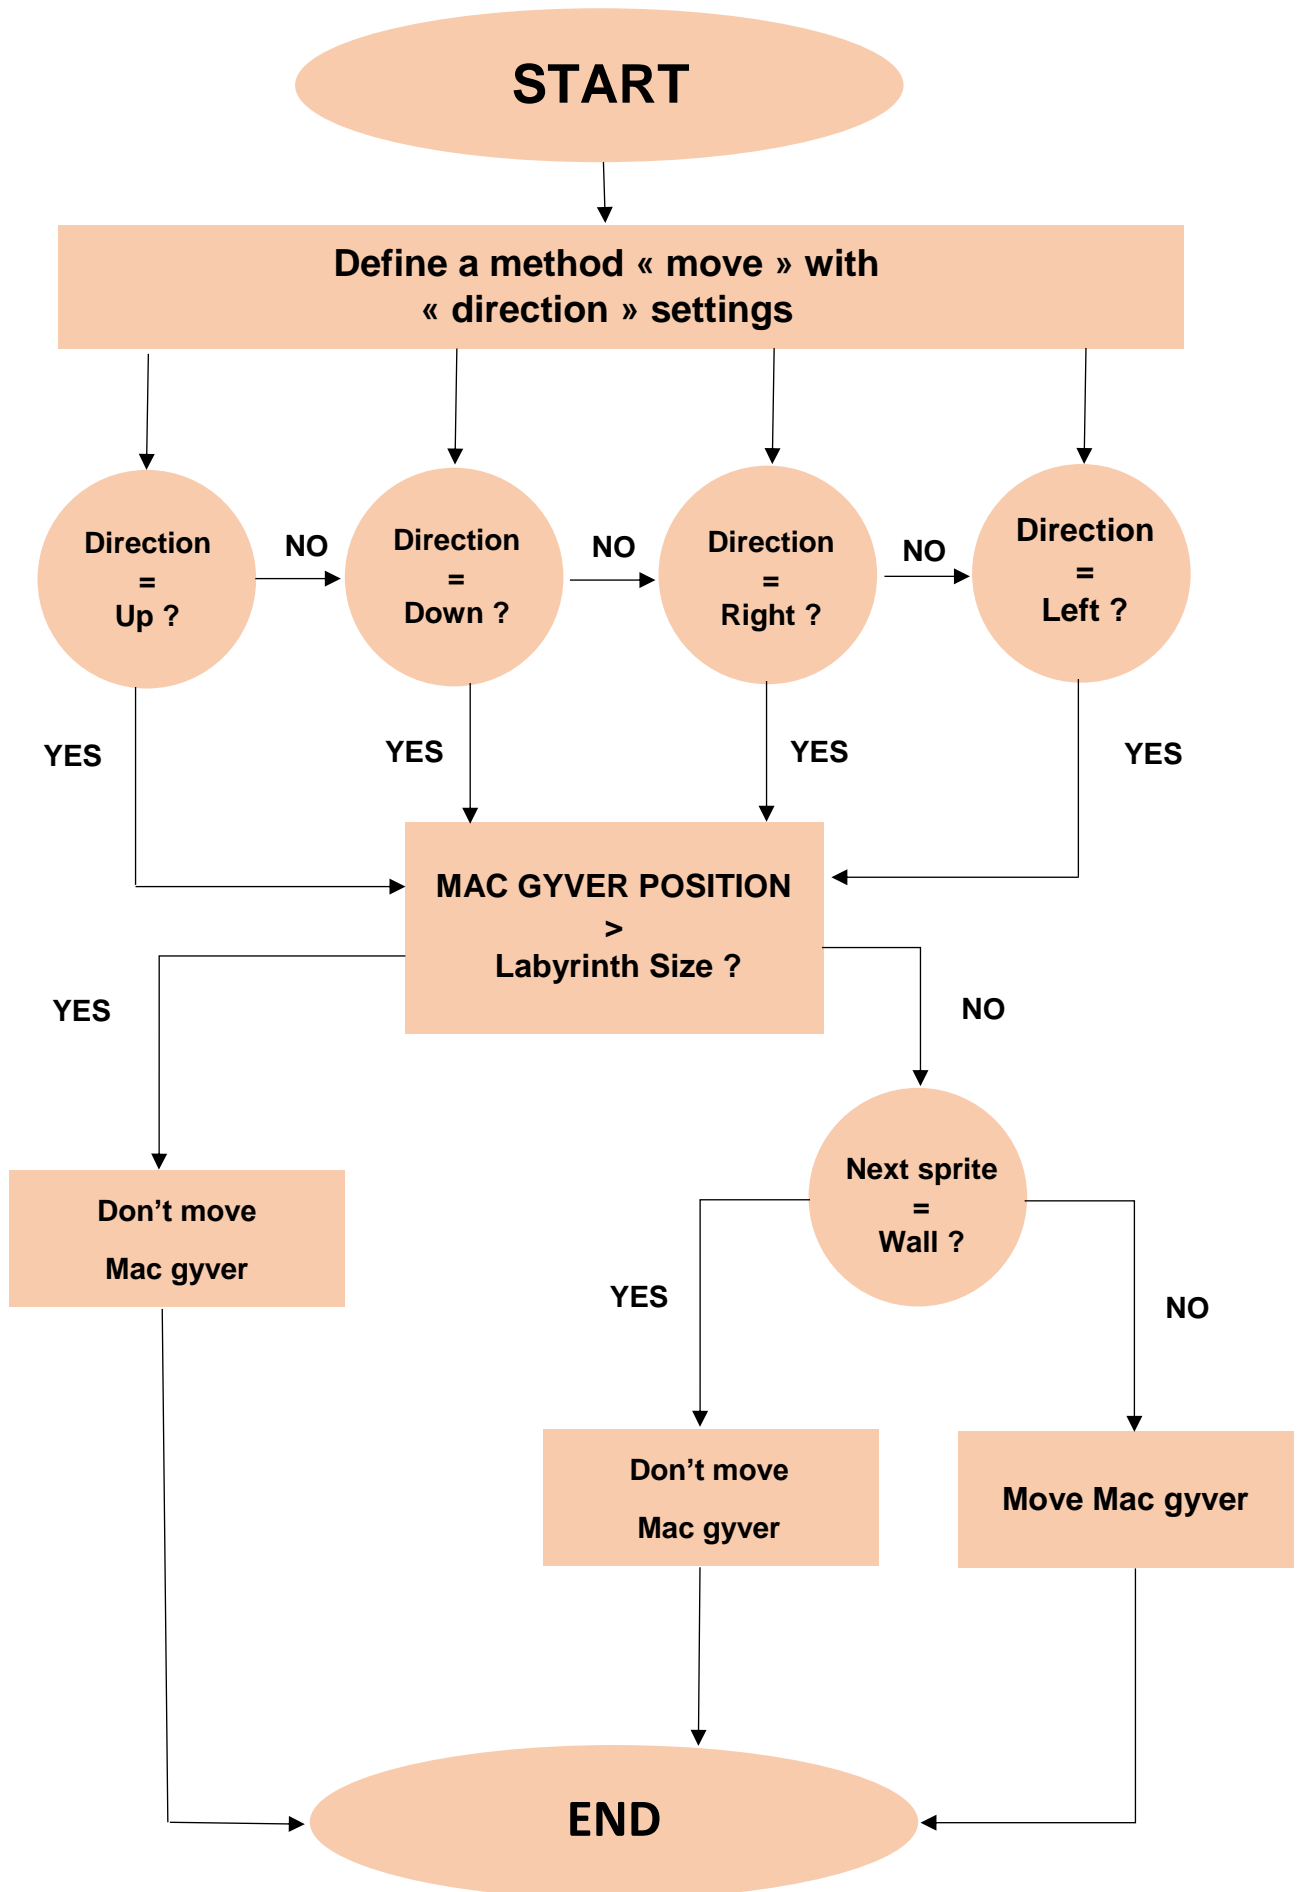 START
Define a method « move » with
« direction » settings
Direction
=
Up ?
NO
Direction
=
Down ?
NO
Direction
=
Right ?
NO
Direction
=
Left ?
YES
YES
YES
YES
MAC GYVER POSITION
>
Labyrinth Size ?
YES
NO
Don’t move
Mac gyver
Next sprite
=
Wall ?
YES
NO
Don’t move
Mac gyver
Move Mac gyver
END